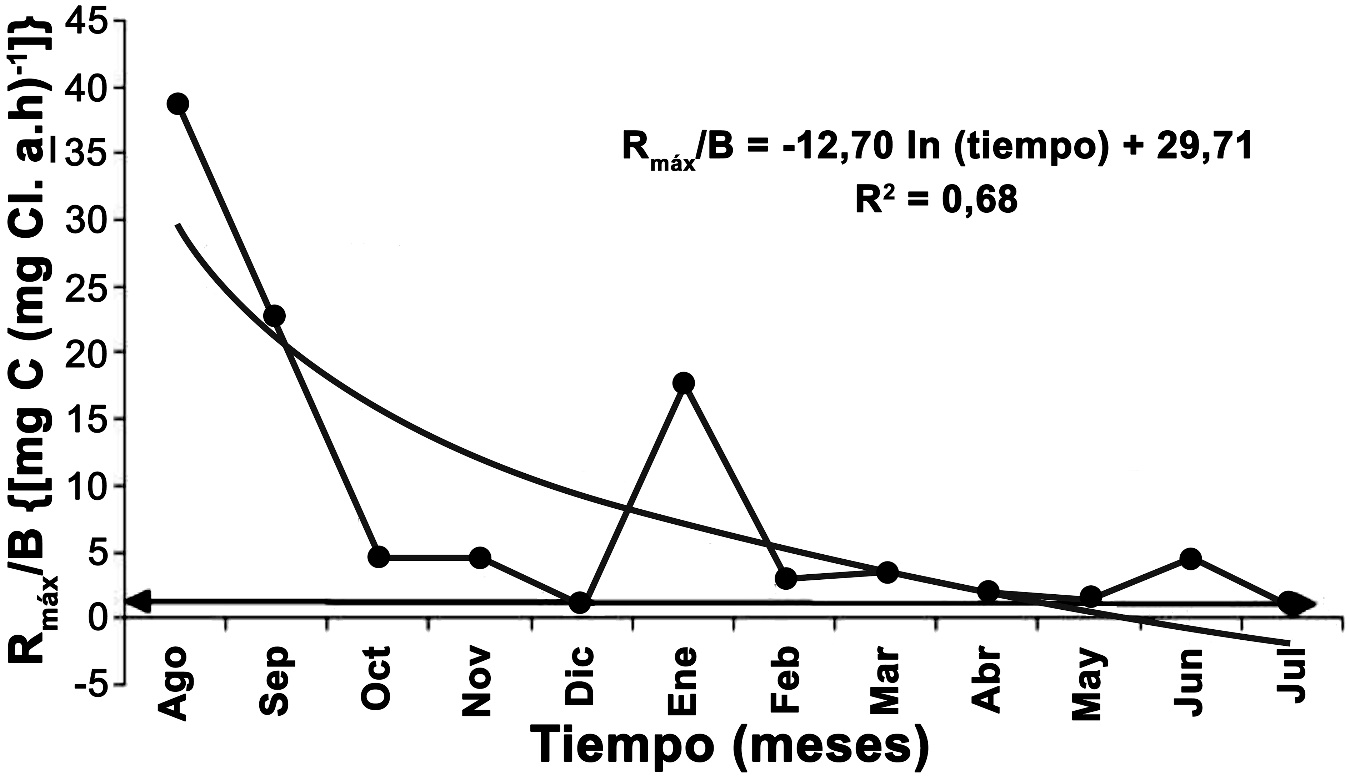 R_máx/B {[mg C (mg Cl. a.h)⁻¹]}
45
40
35
30
25
20
15
10
5
0
-5
R_máx/B = -12,70 ln (tiempo) + 29,71
R² = 0,68
Ago Sep Oct Nov Dic Ene Feb Mar Abr May Jun Jul
Tiempo (meses)